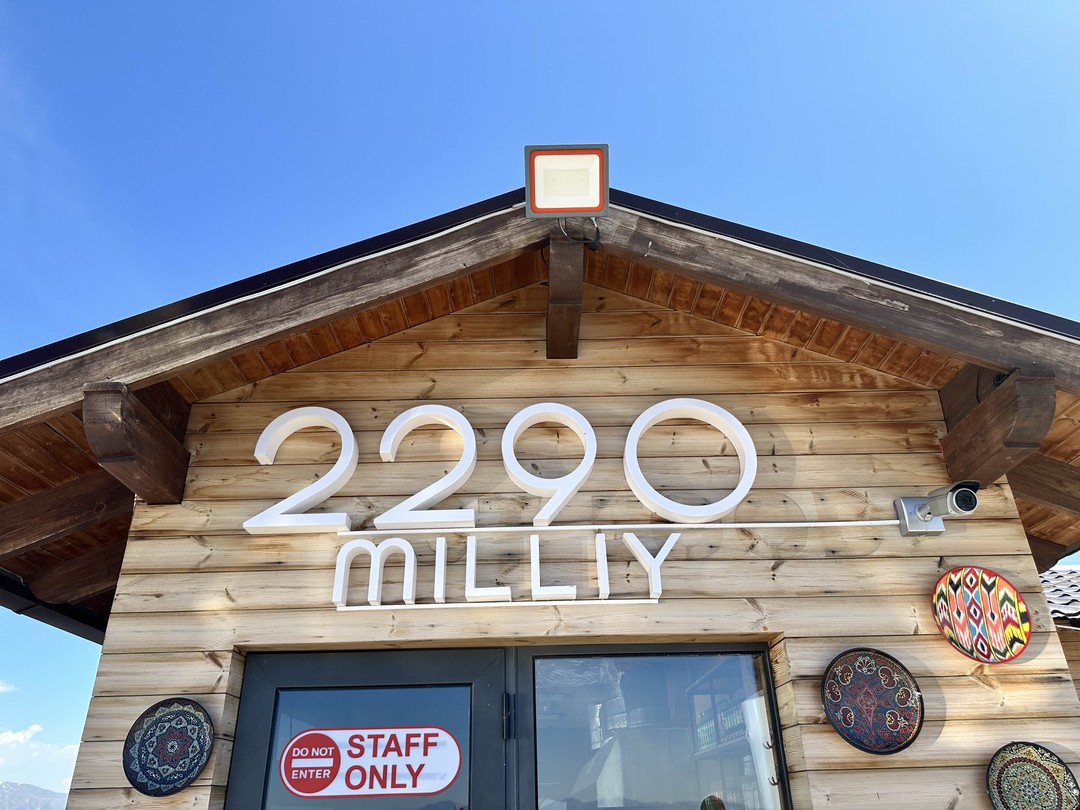 2290
MILLIY
DO NOT
ENTER
STAFF
ONLY